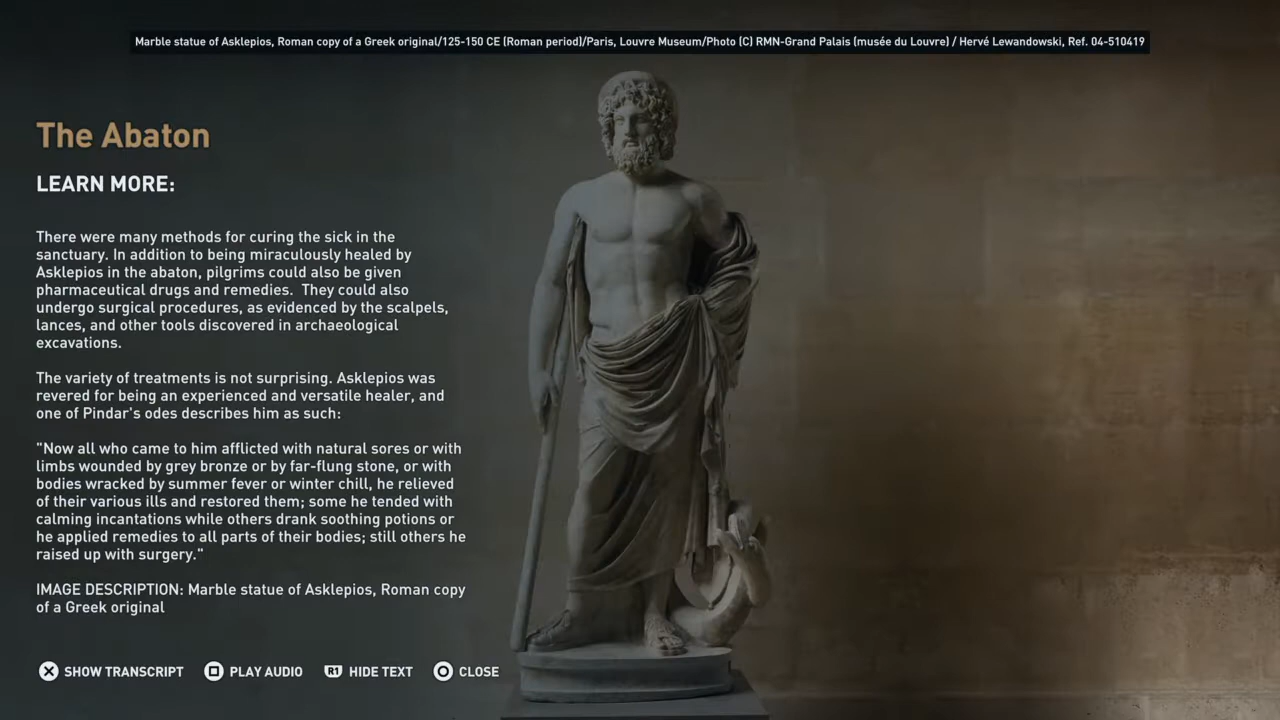 Marble statue of Asklepios, Roman copy of a Greek original/125-150 CE (Roman period)/Paris, Louvre Museum/Photo (C) RMN-Grand Palais (musée du Louvre) / Hervé Lewandowski, Ref. 04-510419
The Abaton
LEARN MORE:
There were many methods for curing the sick in the
sanctuary. In addition to being miraculously healed by
Asklepios in the abaton, pilgrims could also be given
pharmaceutical drugs and remedies. They could also
undergo surgical procedures, as evidenced by the scalpels,
lances, and other tools discovered in archaeological
excavations.
The variety of treatments is not surprising. Asklepios was
revered for being an experienced and versatile healer, and
one of Pindar's odes describes him as such:
"Now all who came to him afflicted with natural sores or with
limbs wounded by grey bronze or by far-flung stone, or with
bodies wracked by summer fever or winter chill, he relieved
of their various ills and restored them; some he tended with
calming incantations while others drank soothing potions or
he applied remedies to all parts of their bodies; still others he
raised up with surgery."
IMAGE DESCRIPTION: Marble statue of Asklepios, Roman copy
of a Greek original
SHOW TRANSCRIPT PLAY AUDIO R1 HIDE TEXT CLOSE